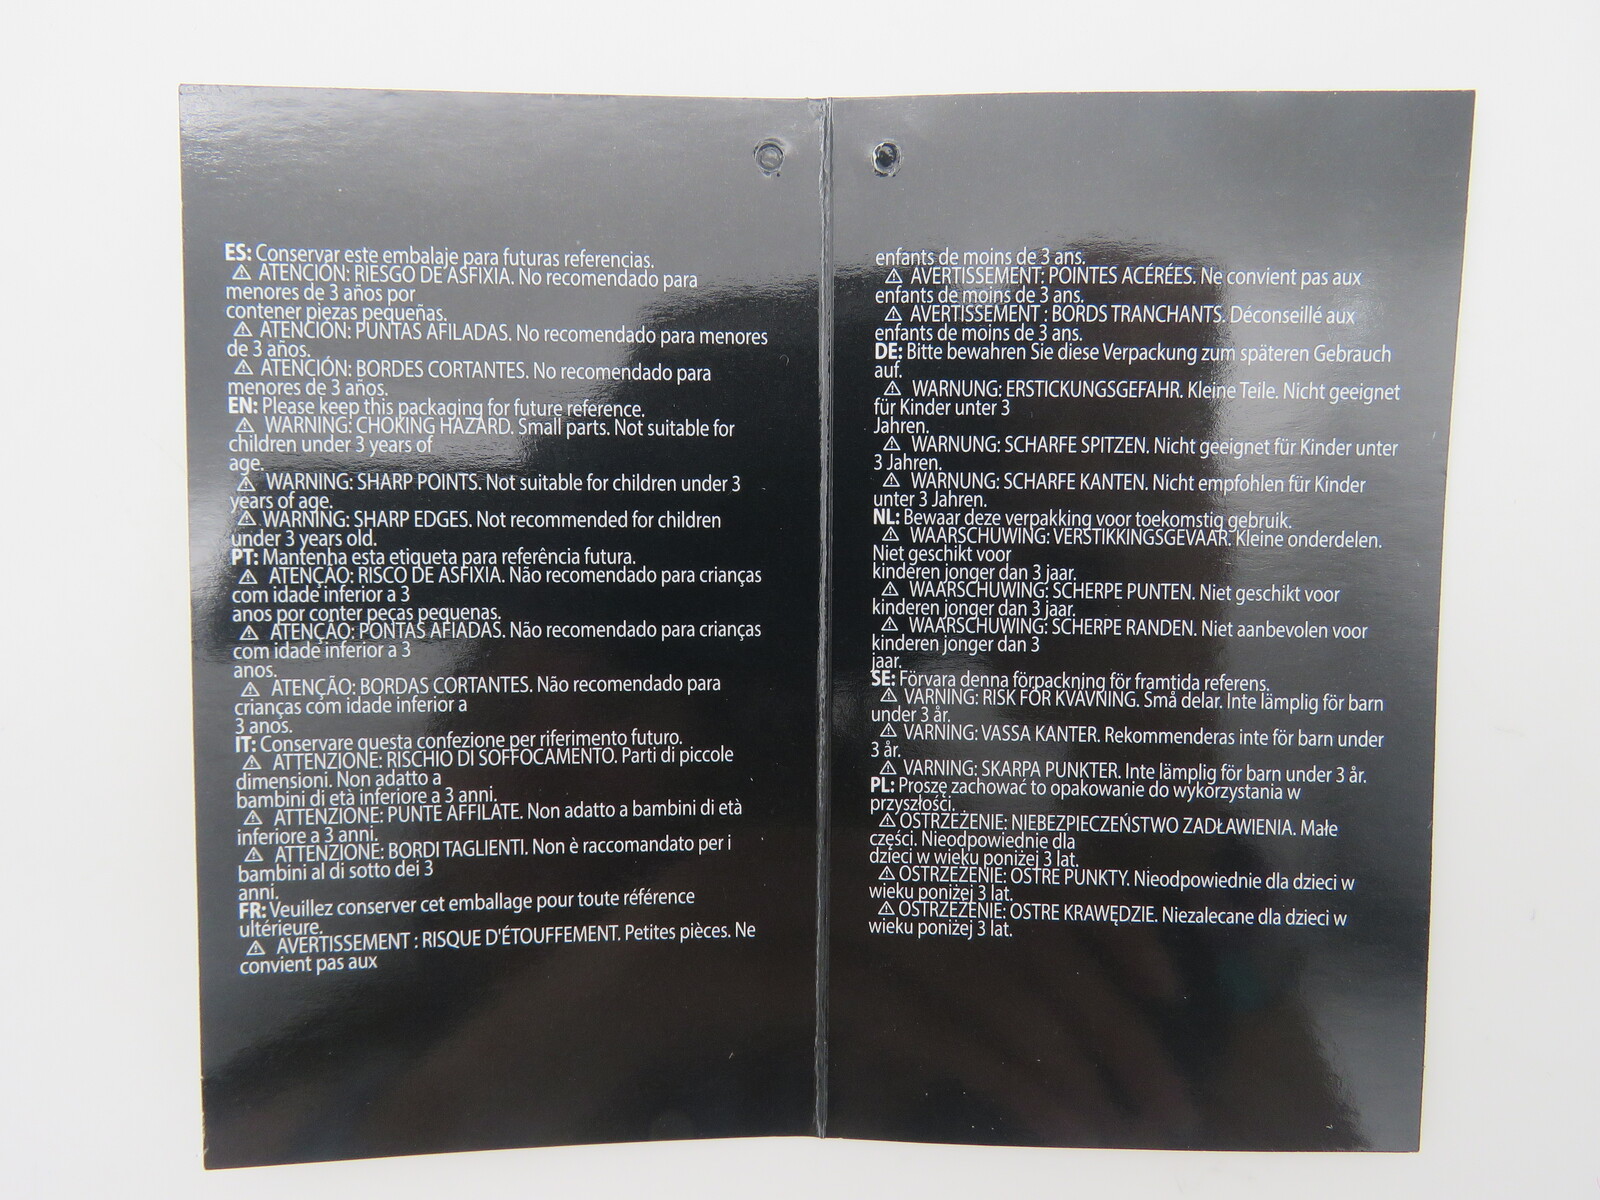 ES: Conservar este embalaje para futuras referencias.
⚠ ATENCIÓN: RIESGO DE ASFIXIA. No recomendado para
menores de 3 años por
contener piezas pequeñas.
⚠ ATENCIÓN: PUNTAS AFILADAS. No recomendado para menores
de 3 años.
⚠ ATENCIÓN: BORDES CORTANTES. No recomendado para
menores de 3 años.
EN: Please keep this packaging for future reference.
⚠ WARNING: CHOKING HAZARD. Small parts. Not suitable for
children under 3 years of
age.
⚠ WARNING: SHARP POINTS. Not suitable for children under 3
years of age.
⚠ WARNING: SHARP EDGES. Not recommended for children
under 3 years old.
PT: Mantenha esta etiqueta para referência futura.
⚠ ATENÇÃO: RISCO DE ASFIXIA. Não recomendado para crianças
com idade inferior a 3
anos por conter peças pequenas.
⚠ ATENÇÃO: PONTAS AFIADAS. Não recomendado para crianças
com idade inferior a 3
anos.
⚠ ATENÇÃO: BORDAS CORTANTES. Não recomendado para
crianças com idade inferior a
3 anos.
IT: Conservare questa confezione per riferimento futuro.
⚠ ATTENZIONE: RISCHIO DI SOFFOCAMENTO. Parti di piccole
dimensioni. Non adatto a
bambini di età inferiore a 3 anni.
⚠ ATTENZIONE: PUNTE AFFILATE. Non adatto a bambini di età
inferiore a 3 anni.
⚠ ATTENZIONE: BORDI TAGLIENTI. Non è raccomandato per i
bambini al di sotto dei 3
anni.
FR: Veuillez conserver cet emballage pour toute référence
ultérieure.
⚠ AVERTISSEMENT : RISQUE D'ÉTOUFFEMENT. Petites pièces. Ne
convient pas aux
enfants de moins de 3 ans.
⚠ AVERTISSEMENT: POINTES ACÉRÉES. Ne convient pas aux
enfants de moins de 3 ans.
⚠ AVERTISSEMENT : BORDS TRANCHANTS. Déconseillé aux
enfants de moins de 3 ans.
DE: Bitte bewahren Sie diese Verpackung zum späteren Gebrauch
auf.
⚠ WARNUNG: ERSTICKUNGSGEFAHR. Kleine Teile. Nicht geeignet
für Kinder unter 3
Jahren.
⚠ WARNUNG: SCHARFE SPITZEN. Nicht geeignet für Kinder unter
3 Jahren.
⚠ WARNUNG: SCHARFE KANTEN. Nicht empfohlen für Kinder
unter 3 Jahren.
NL: Bewaar deze verpakking voor toekomstig gebruik.
⚠ WAARSCHUWING: VERSTIKKINGSGEVAAR. Kleine onderdelen.
Niet geschikt voor
kinderen jonger dan 3 jaar.
⚠ WAARSCHUWING: SCHERPE PUNTEN. Niet geschikt voor
kinderen jonger dan 3 jaar.
⚠ WAARSCHUWING: SCHERPE RANDEN. Niet aanbevolen voor
kinderen jonger dan 3
jaar.
SE: Förvara denna förpackning för framtida referens.
⚠ VARNING: RISK FÖR KVÄVNING. Små delar. Inte lämplig för barn
under 3 år.
⚠ VARNING: VASSA KANTER. Rekommenderas inte för barn under
3 år.
⚠ VARNING: SKARPA PUNKTER. Inte lämplig för barn under 3 år.
PL: Proszę zachować to opakowanie do wykorzystania w
przyszłości.
⚠ OSTRZEŻENIE: NIEBEZPIECZEŃSTWO ZADŁAWIENIA. Małe
części. Nieodpowiednie dla
dzieci w wieku poniżej 3 lat.
⚠ OSTRZEŻENIE: OSTRE PUNKTY. Nieodpowiednie dla dzieci w
wieku poniżej 3 lat.
⚠ OSTRZEŻENIE: OSTRE KRAWĘDZIE. Niezalecane dla dzieci w
wieku poniżej 3 lat.